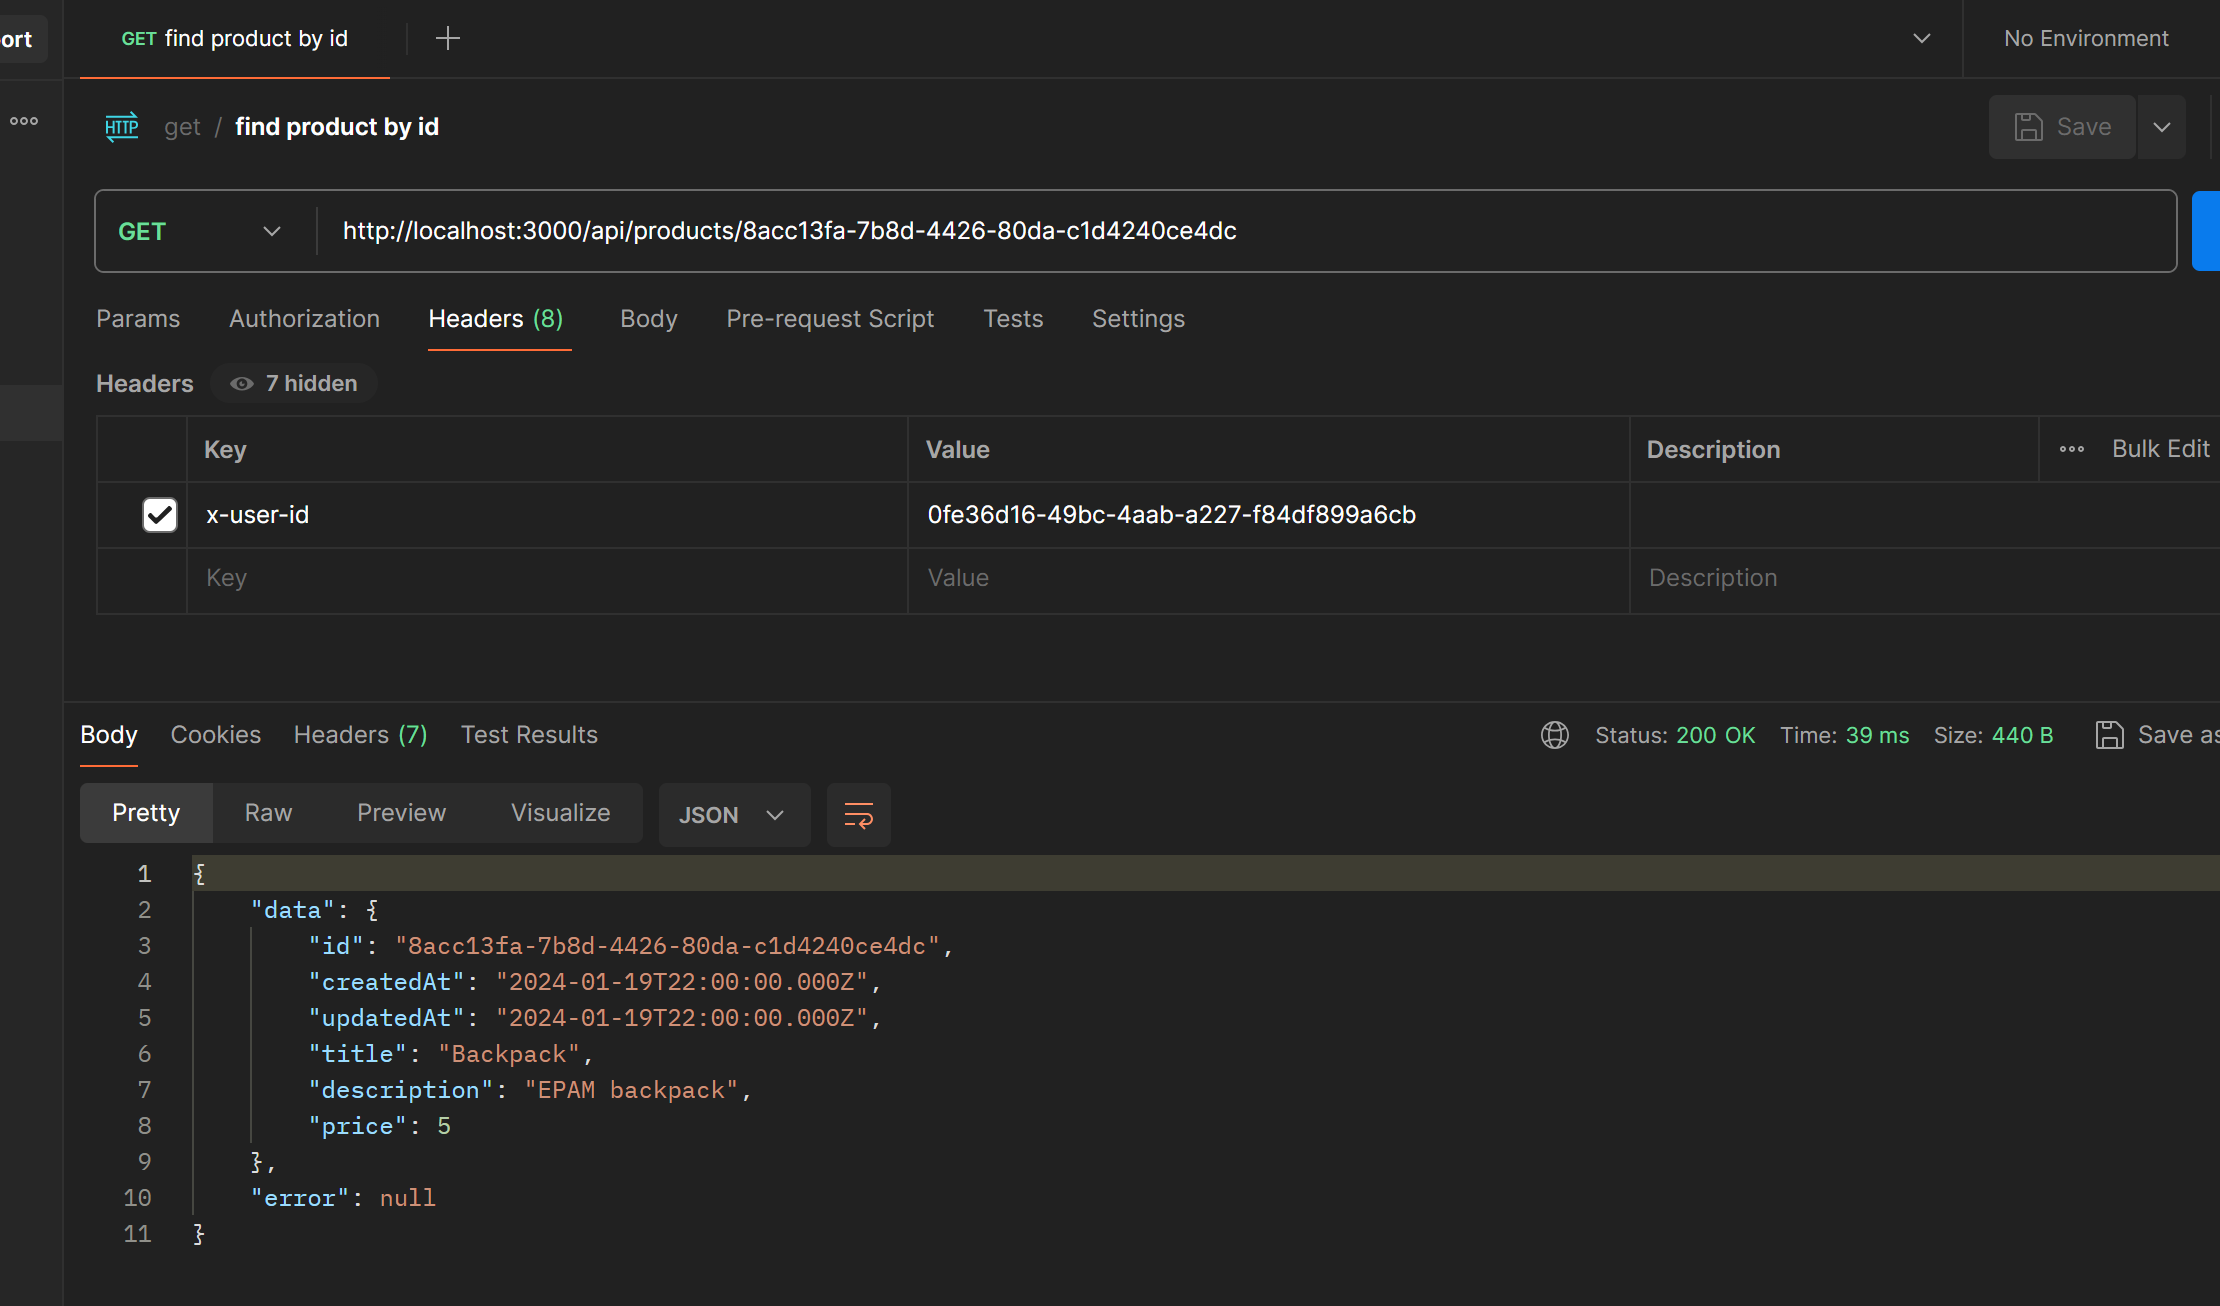 ort
GET find product by id
No Environment
HTTP get / find product by id
Save
GET http://localhost:3000/api/products/8acc13fa-7b8d-4426-80da-c1d4240ce4dc
Params Authorization Headers (8) Body Pre-request Script Tests Settings
Headers 7 hidden
Key Value Description Bulk Edit
x-user-id 0fe36d16-49bc-4aab-a227-f84df899a6cb
Key Value Description
Body Cookies Headers (7) Test Results Status: 200 OK Time: 39 ms Size: 440 B Save as
Pretty Raw Preview Visualize JSON
1 {
2 "data": {
3 "id": "8acc13fa-7b8d-4426-80da-c1d4240ce4dc",
4 "createdAt": "2024-01-19T22:00:00.000Z",
5 "updatedAt": "2024-01-19T22:00:00.000Z",
6 "title": "Backpack",
7 "description": "EPAM backpack",
8 "price": 5
9 },
10 "error": null
11 }